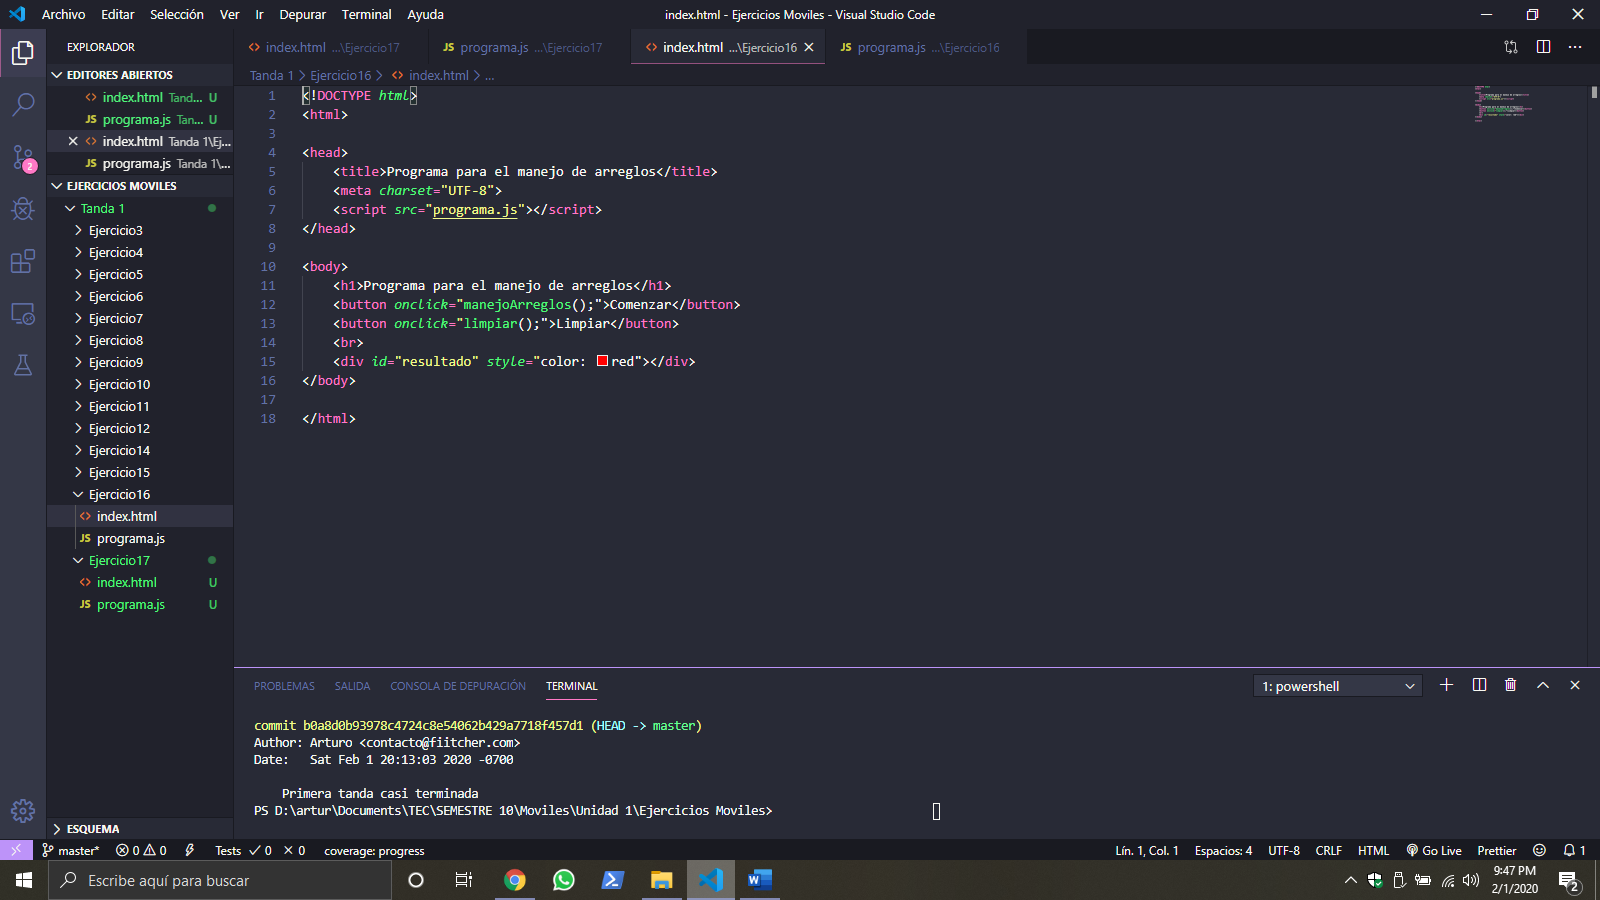 Archivo Editar Selección Ver Ir Depurar Terminal Ayuda
index.html - Ejercicios Moviles - Visual Studio Code
EXPLORADOR
EDITORES ABIERTOS
index.html Tand... U
programa.js Tan... U
index.html Tanda 1\Ej...
programa.js Tanda 1\...
EJERCICIOS MOVILES
Tanda 1
Ejercicio3
Ejercicio4
Ejercicio5
Ejercicio6
Ejercicio7
Ejercicio8
Ejercicio9
Ejercicio10
Ejercicio11
Ejercicio12
Ejercicio14
Ejercicio15
Ejercicio16
index.html
JS programa.js
Ejercicio17
index.html U
JS programa.js U
ESQUEMA
index.html ...\Ejercicio17
JS programa.js ...\Ejercicio17
index.html ...\Ejercicio16
JS programa.js ...\Ejercicio16
Tanda 1 > Ejercicio16 > index.html > ...
1 <!DOCTYPE html>
2 <html>
3
4 <head>
5 <title>Programa para el manejo de arreglos</title>
6 <meta charset="UTF-8">
7 <script src="programa.js"></script>
8 </head>
9
10 <body>
11 <h1>Programa para el manejo de arreglos</h1>
12 <button onclick="manejoArreglos();">Comenzar</button>
13 <button onclick="limpiar();">Limpiar</button>
14 <br>
15 <div id="resultado" style="color: red"></div>
16 </body>
17
18 </html>
PROBLEMAS SALIDA CONSOLA DE DEPURACIÓN TERMINAL
1: powershell
commit b0a8d0b93978c4724c8e54062b429a7718f457d1 (HEAD -> master)
Author: Arturo <contacto@fiitcher.com>
Date: Sat Feb 1 20:13:03 2020 -0700
Primera tanda casi terminada
PS D:\artur\Documents\TEC\SEMESTRE 10\Moviles\Unidad 1\Ejercicios Moviles>
master* 0 0 Tests 0 0 coverage: progress
Lín. 1, Col. 1 Espacios: 4 UTF-8 CRLF HTML Go Live Prettier 1
Escribe aquí para buscar
9:47 PM
2/1/2020
2